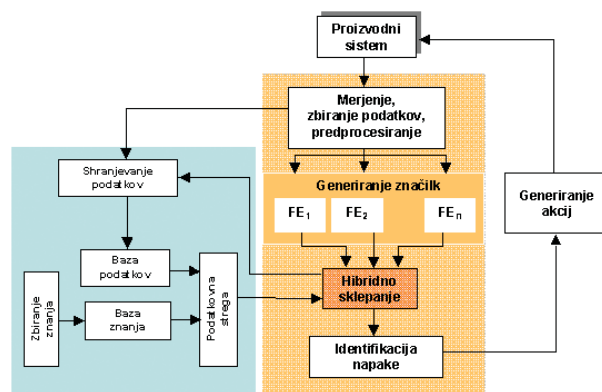 Proizvodni
sistem
Merjenje,
zbiranje podatkov,
predprocesiranje
Shranjevanje
podatkov
Generiranje značilk
FE1
FE2
FEn
Generiranje
akcij
Baza
podatkov
Hibridno
sklepanje
Zbiranje
znanja
Baza
znanja
Podatkovna
strega
Identifikacija
napake